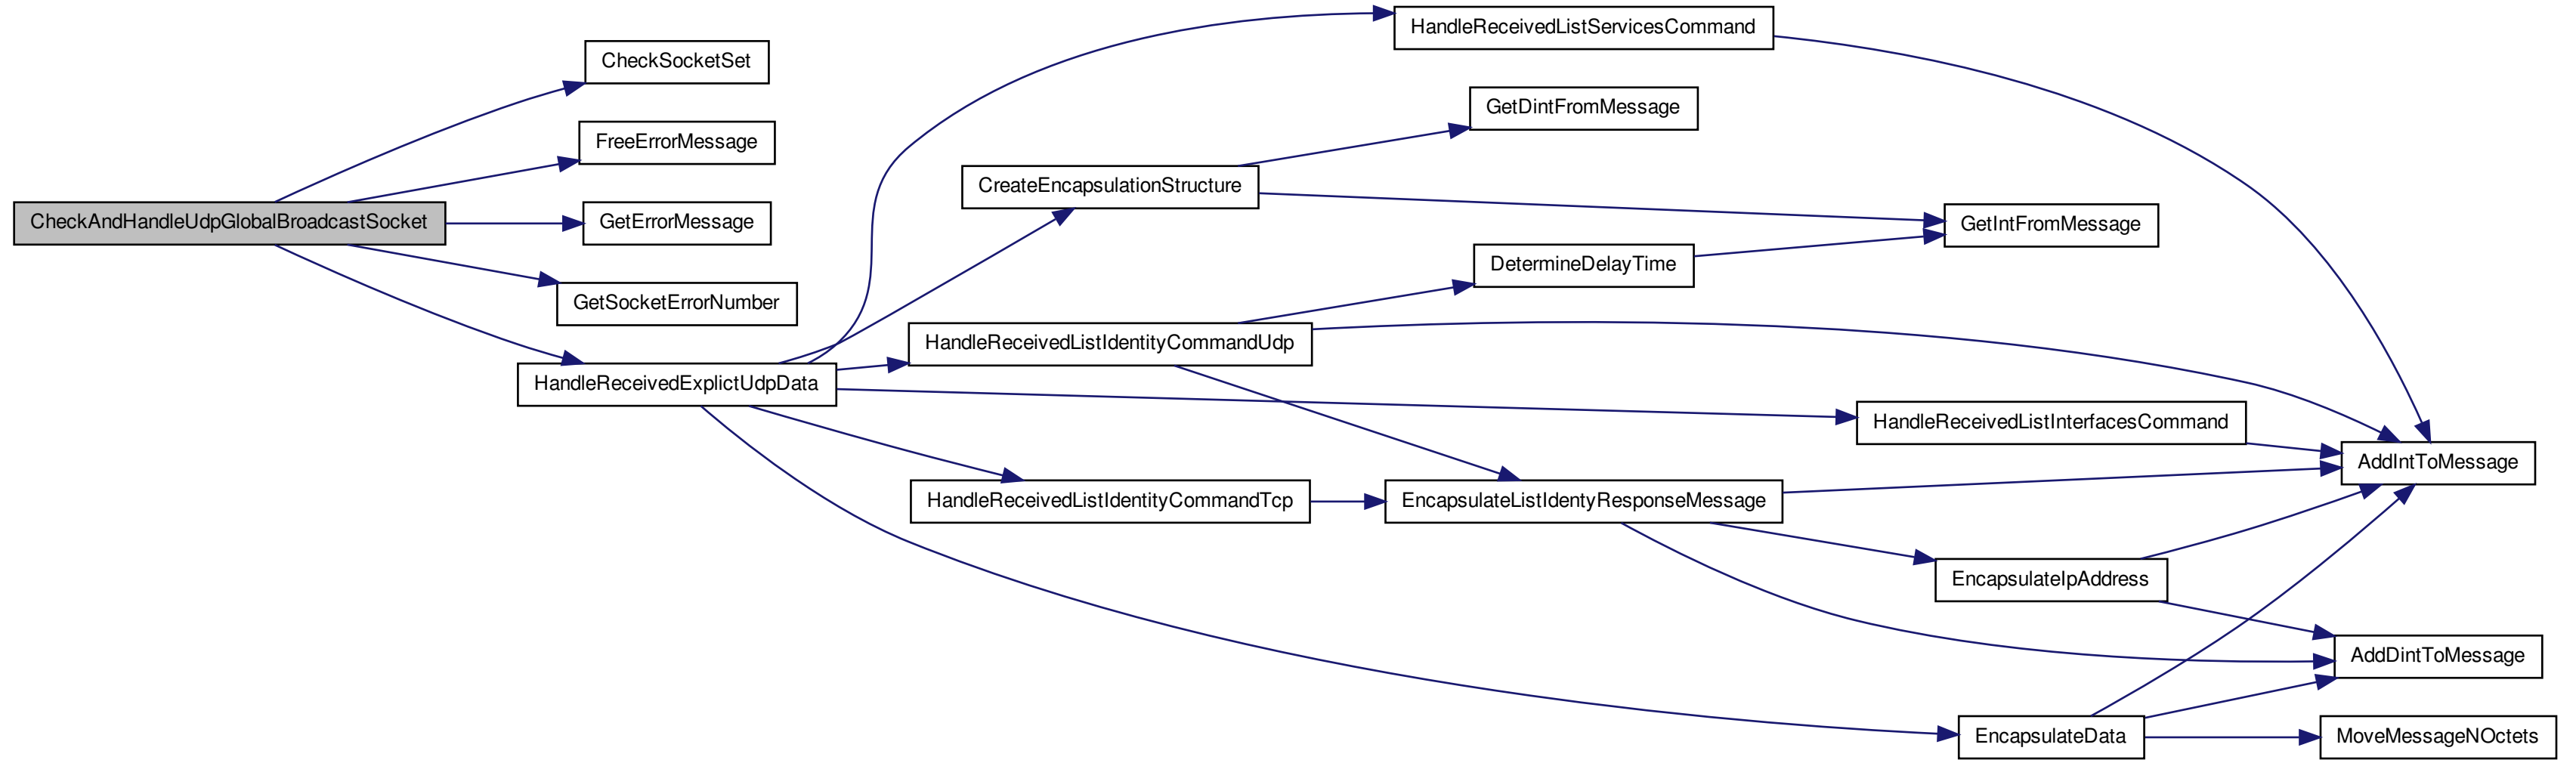 HandleReceivedListServicesCommand
CheckSocketSet
GetDintFromMessage
FreeErrorMessage
CreateEncapsulationStructure
CheckAndHandleUdpGlobalBroadcastSocket
GetErrorMessage
GetIntFromMessage
DetermineDelayTime
GetSocketErrorNumber
HandleReceivedListIdentityCommandUdp
HandleReceivedExplictUdpData
HandleReceivedListInterfacesCommand
AddIntToMessage
HandleReceivedListIdentityCommandTcp
EncapsulateListIdentyResponseMessage
EncapsulateIpAddress
AddDintToMessage
EncapsulateData
MoveMessageNOctets